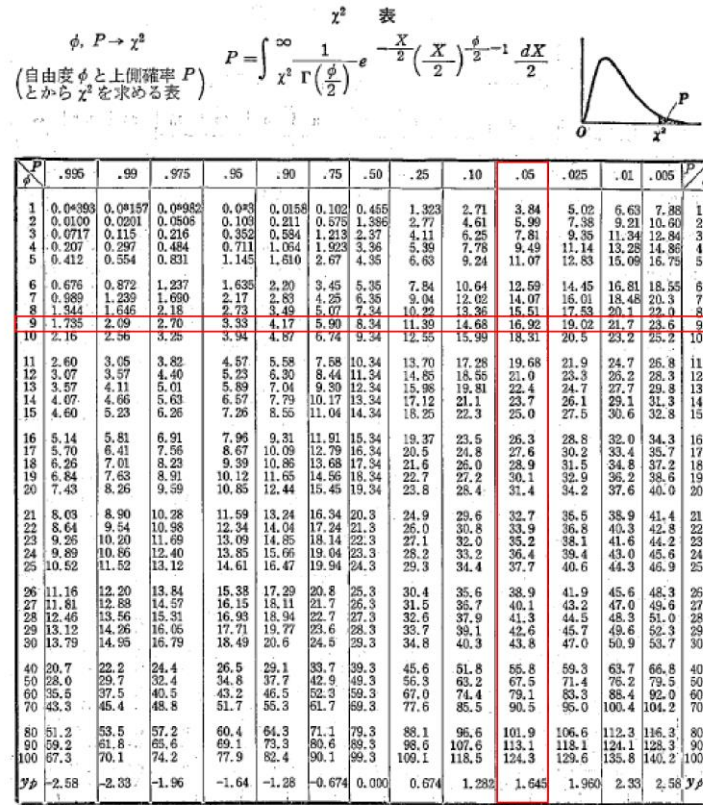 χ² 表
φ, P → χ²
(自由度 φ と上側確率 P
とから χ² を求める表)
P = ∫ ∞ χ² 1 / Γ(φ/2) e −X/2 (X/2) φ/2 −1 dX/2
P
O χ²
φ P .995 .99 .975 .95 .90 .75 .50 .25 .10 .05 .025 .01 .005 P
1 0.0⁴393 0.0³157 0.0³982 0.0²3 0.0158 0.102 0.455 1.323 2.71 3.84 5.02 6.63 7.88 1
2 0.0100 0.0201 0.0506 0.103 0.211 0.575 1.386 2.77 4.61 5.99 7.38 9.21 10.60 2
3 0.0717 0.115 0.216 0.352 0.584 1.213 2.37 4.11 6.25 7.81 9.35 11.34 12.84 3
4 0.207 0.297 0.484 0.711 1.064 1.923 3.36 5.39 7.78 9.49 11.14 13.28 14.86 4
5 0.412 0.554 0.831 1.145 1.610 2.67 4.35 6.63 9.24 11.07 12.83 15.09 16.75 5
6 0.676 0.872 1.237 1.635 2.20 3.45 5.35 7.84 10.64 12.59 14.45 16.81 18.55 6
7 0.989 1.239 1.690 2.17 2.83 4.25 6.35 9.04 12.02 14.07 16.01 18.48 20.3 7
8 1.344 1.646 2.18 2.73 3.49 5.07 7.34 10.22 13.36 15.51 17.53 20.1 22.0 8
9 1.735 2.09 2.70 3.33 4.17 5.90 8.34 11.39 14.68 16.92 19.02 21.7 23.6 9
10 2.16 2.56 3.25 3.94 4.87 6.74 9.34 12.55 15.99 18.31 20.5 23.2 25.2 10
11 2.60 3.05 3.82 4.57 5.58 7.58 10.34 13.70 17.28 19.68 21.9 24.7 26.8 11
12 3.07 3.57 4.40 5.23 6.30 8.44 11.34 14.85 18.55 21.0 23.3 26.2 28.3 12
13 3.57 4.11 5.01 5.89 7.04 9.30 12.34 15.98 19.81 22.4 24.7 27.7 29.8 13
14 4.07 4.66 5.63 6.57 7.79 10.17 13.34 17.12 21.1 23.7 26.1 29.1 31.3 14
15 4.60 5.23 6.26 7.26 8.55 11.04 14.34 18.25 22.3 25.0 27.5 30.6 32.8 15
16 5.14 5.81 6.91 7.96 9.31 11.91 15.34 19.37 23.5 26.3 28.8 32.0 34.3 16
17 5.70 6.41 7.56 8.67 10.09 12.79 16.34 20.5 24.8 27.6 30.2 33.4 35.7 17
18 6.26 7.01 8.23 9.39 10.86 13.68 17.34 21.6 26.0 28.9 31.5 34.8 37.2 18
19 6.84 7.63 8.91 10.12 11.65 14.56 18.34 22.7 27.2 30.1 32.9 36.2 38.6 19
20 7.43 8.26 9.59 10.85 12.44 15.45 19.34 23.8 28.4 31.4 34.2 37.6 40.0 20
21 8.03 8.90 10.28 11.59 13.24 16.34 20.3 24.9 29.6 32.7 35.5 38.9 41.4 21
22 8.64 9.54 10.98 12.34 14.04 17.24 21.3 26.0 30.8 33.9 36.8 40.3 42.8 22
23 9.26 10.20 11.69 13.09 14.85 18.14 22.3 27.1 32.0 35.2 38.1 41.6 44.2 23
24 9.89 10.86 12.40 13.85 15.66 19.04 23.3 28.2 33.2 36.4 39.4 43.0 45.6 24
25 10.52 11.52 13.12 14.61 16.47 19.94 24.3 29.3 34.4 37.7 40.6 44.3 46.9 25
26 11.16 12.20 13.84 15.38 17.29 20.8 25.3 30.4 35.6 38.9 41.9 45.6 48.3 26
27 11.81 12.88 14.57 16.15 18.11 21.7 26.3 31.5 36.7 40.1 43.2 47.0 49.6 27
28 12.46 13.56 15.31 16.93 18.94 22.7 27.3 32.6 37.9 41.3 44.5 48.3 51.0 28
29 13.12 14.26 16.05 17.71 19.77 23.6 28.3 33.7 39.1 42.6 45.7 49.6 52.3 29
30 13.79 14.95 16.79 18.49 20.6 24.5 29.3 34.8 40.3 43.8 47.0 50.9 53.7 30
40 20.7 22.2 24.4 26.5 29.1 33.7 39.3 45.6 51.8 55.8 59.3 63.7 66.8 40
50 28.0 29.7 32.4 34.8 37.7 42.9 49.3 56.3 63.2 67.5 71.4 76.2 79.5 50
60 35.5 37.5 40.5 43.2 46.5 52.3 59.3 67.0 74.4 79.1 83.3 88.4 92.0 60
70 43.3 45.4 48.8 51.7 55.3 61.7 69.3 77.6 85.5 90.5 95.0 100.4 104.2 70
80 51.2 53.5 57.2 60.4 64.3 71.1 79.3 88.1 96.6 101.9 106.6 112.3 116.3 80
90 59.2 61.8 65.6 69.1 73.3 80.6 89.3 98.6 107.6 113.1 118.1 124.1 128.3 90
100 67.3 70.1 74.2 77.9 82.4 90.1 99.3 109.1 118.5 124.3 129.6 135.8 140.2 100
yp −2.58 −2.33 −1.96 −1.64 −1.28 −0.674 0.000 0.674 1.282 1.645 1.960 2.33 2.58 yp